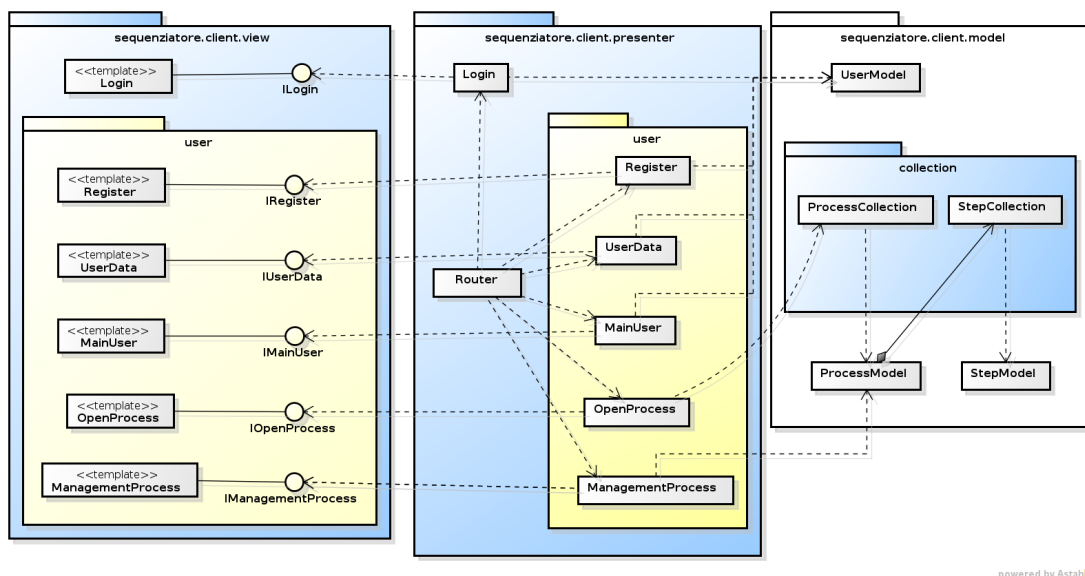 sequenziatore.client.view
<<template>>
Login
ILogin
user
<<template>>
Register
IRegister
<<template>>
UserData
IUserData
<<template>>
MainUser
IMainUser
<<template>>
OpenProcess
IOpenProcess
<<template>>
ManagementProcess
IManagementProcess
sequenziatore.client.presenter
Login
Router
user
Register
UserData
MainUser
OpenProcess
ManagementProcess
sequenziatore.client.model
UserModel
collection
ProcessCollection
StepCollection
ProcessModel
StepModel
powered by Astah